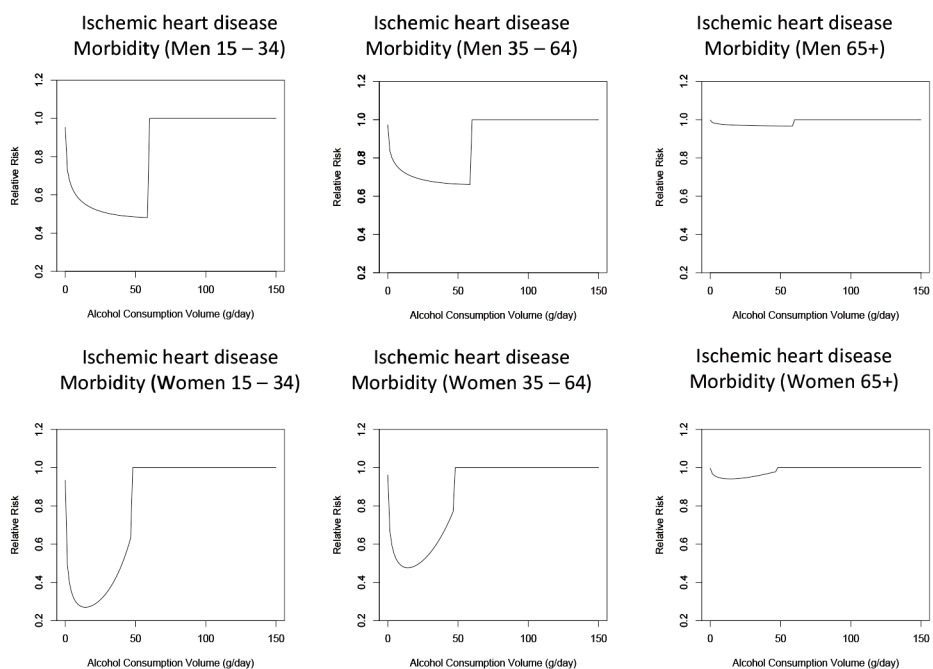 Ischemic heart disease
Morbidity (Men 15 – 34)
1.2
1.0
0.8
0.6
0.4
0.2
Relative Risk
0 50 100 150
Alcohol Consumption Volume (g/day)
Ischemic heart disease
Morbidity (Men 35 – 64)
1.2
1.0
0.8
0.6
0.4
0.2
Relative Risk
0 50 100 150
Alcohol Consumption Volume (g/day)
Ischemic heart disease
Morbidity (Men 65+)
1.2
1.0
0.8
0.6
0.4
0.2
Relative Risk
0 50 100 150
Alcohol Consumption Volume (g/day)
Ischemic heart disease
Morbidity (Women 15 – 34)
1.2
1.0
0.8
0.6
0.4
0.2
Relative Risk
0 50 100 150
Alcohol Consumption Volume (g/day)
Ischemic heart disease
Morbidity (Women 35 – 64)
1.2
1.0
0.8
0.6
0.4
0.2
Relative Risk
0 50 100 150
Alcohol Consumption Volume (g/day)
Ischemic heart disease
Morbidity (Women 65+)
1.2
1.0
0.8
0.6
0.4
0.2
Relative Risk
0 50 100 150
Alcohol Consumption Volume (g/day)